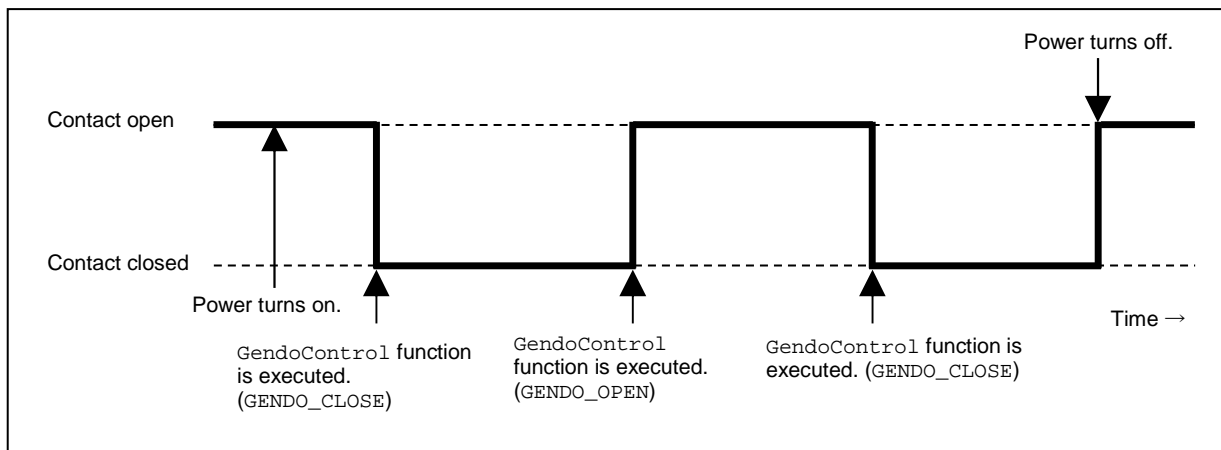 Power turns off.
Contact open
Contact closed
Power turns on.
Time →
GendoControl function
is executed.
(GENDO_CLOSE)
GendoControl
function is executed.
(GENDO_OPEN)
GendoControl function is
executed. (GENDO_CLOSE)